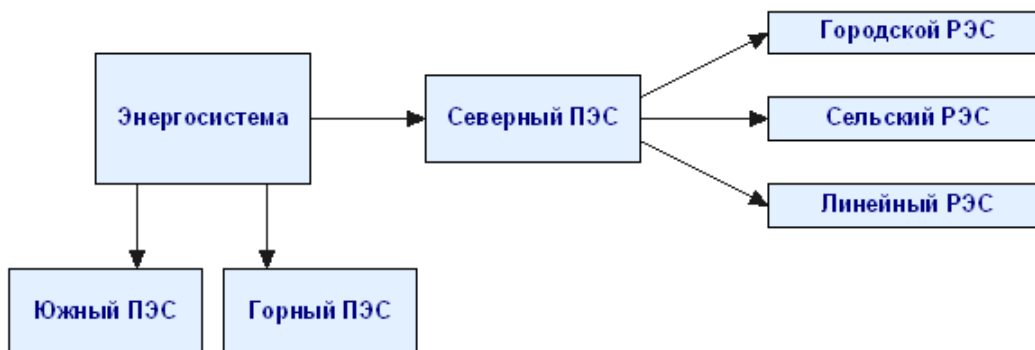 Городской РЭС
Энергосистема
Северный ПЭС
Сельский РЭС
Линейный РЭС
Южный ПЭС
Горный ПЭС